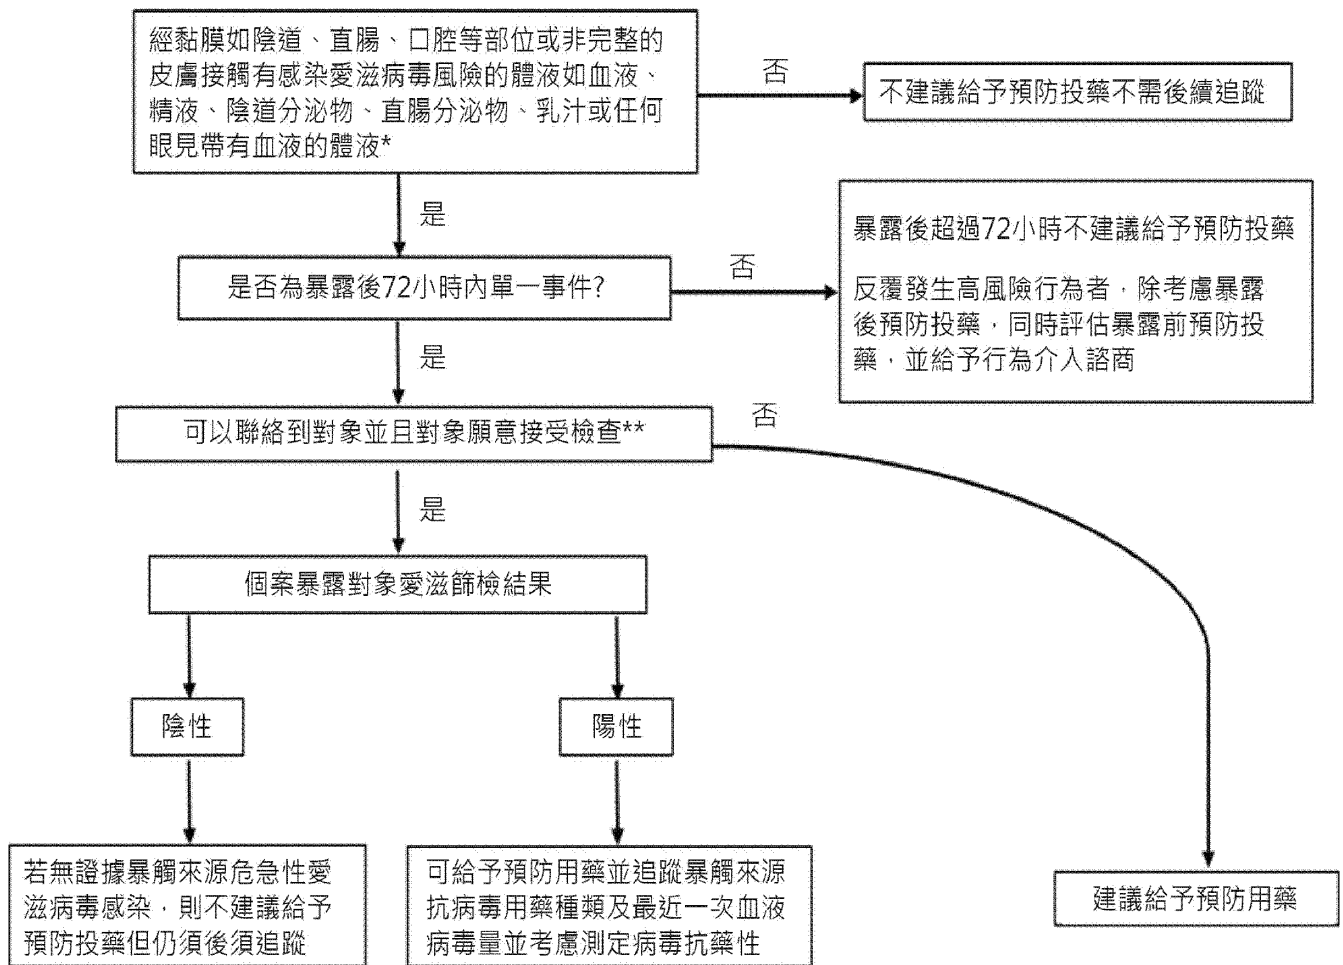 經黏膜如陰道、直腸、口腔等部位或非完整的
皮膚接觸有感染愛滋病毒風險的體液如血液、
精液、陰道分泌物、直腸分泌物、乳汁或任何
眼見帶有血液的體液*
否
不建議給予預防投藥不需後續追蹤
是
是否為暴露後72小時內單一事件?
否
暴露後超過72小時不建議給予預防投藥
反覆發生高風險行為者，除考慮暴露
後預防投藥，同時評估暴露前預防投
藥，並給予行為介入諮商
是
可以聯絡到對象並且對象願意接受檢查**
否
是
個案暴露對象愛滋篩檢結果
陰性
陽性
若無證據暴觸來源危急性愛
滋病毒感染，則不建議給予
預防投藥但仍須後須追蹤
可給予預防用藥並追蹤暴觸來源
抗病毒用藥種類及最近一次血液
病毒量並考慮測定病毒抗藥性
建議給予預防用藥